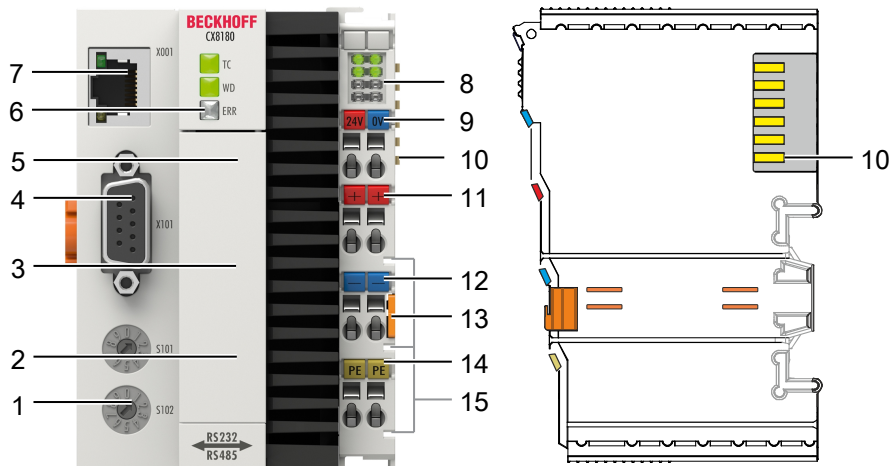 BECKHOFF
CX8180
X001
TC
WD
ERR
7
6
5
4
X101
3
S101
2
1
S102
RS232
RS485
8
24V 0V
9
10
+ +
11
— —
12
13
PE PE
14
15
10